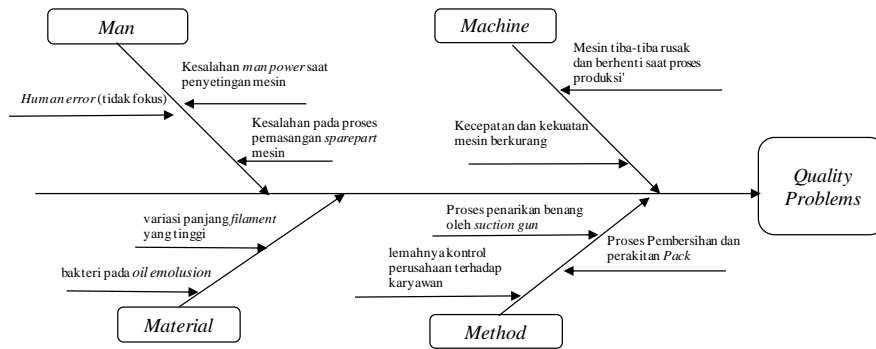 Man
Machine
Kesalahan man power saat
penyetingan mesin
Human error (tidak fokus)
Kesalahan pada proses
pemasangan sparepart
mesin
Mesin tiba-tiba rusak
dan berhenti saat proses
produksi'
Kecepatan dan kekuatan
mesin berkurang
Quality
Problems
variasi panjang filament
yang tinggi
bakteri pada oil emolusion
Proses penarikan benang
oleh suction gun
lemahnya kontrol
perusahaan terhadap
karyawan
Proses Pembersihan dan
perakitan Pack
Material
Method